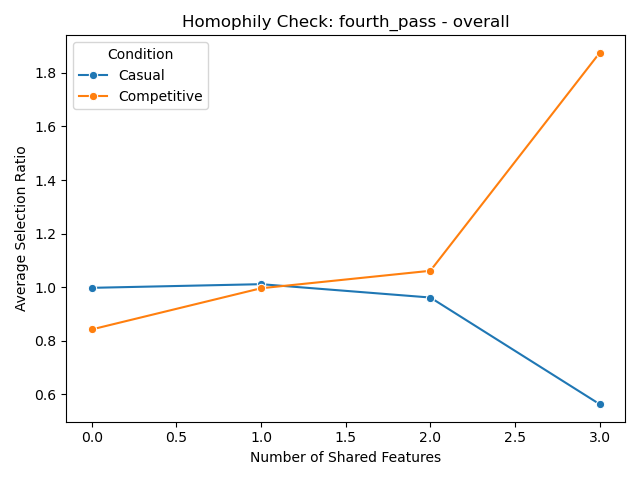 Homophily Check: fourth_pass - overall
Condition
Casual
Competitive
Average Selection Ratio
1.8
1.6
1.4
1.2
1.0
0.8
0.6
0.0 0.5 1.0 1.5 2.0 2.5 3.0
Number of Shared Features